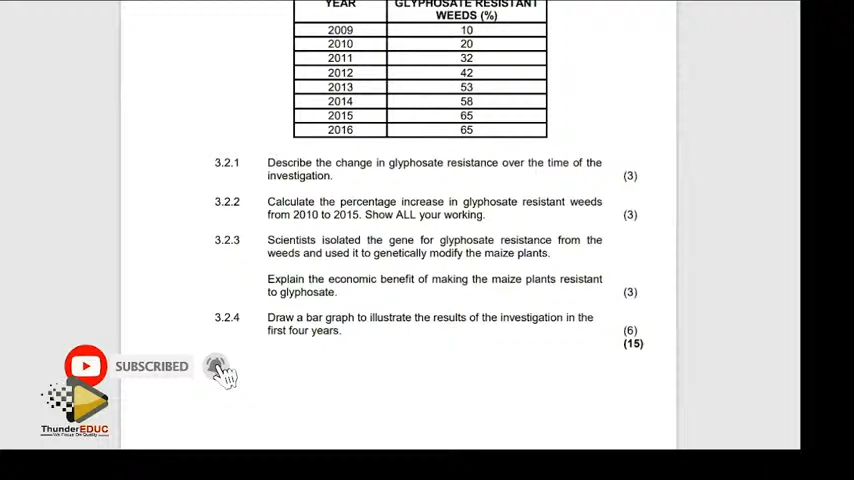 YEAR GLYPHOSATE RESISTANT
WEEDS (%)
2009 10
2010 20
2011 32
2012 42
2013 53
2014 58
2015 65
2016 65
3.2.1 Describe the change in glyphosate resistance over the time of the
investigation. (3)
3.2.2 Calculate the percentage increase in glyphosate resistant weeds
from 2010 to 2015. Show ALL your working. (3)
3.2.3 Scientists isolated the gene for glyphosate resistance from the
weeds and used it to genetically modify the maize plants.
Explain the economic benefit of making the maize plants resistant
to glyphosate. (3)
3.2.4 Draw a bar graph to illustrate the results of the investigation in the
first four years. (6)
(15)
SUBSCRIBED
ThunderEDUC
We Focus On Quality